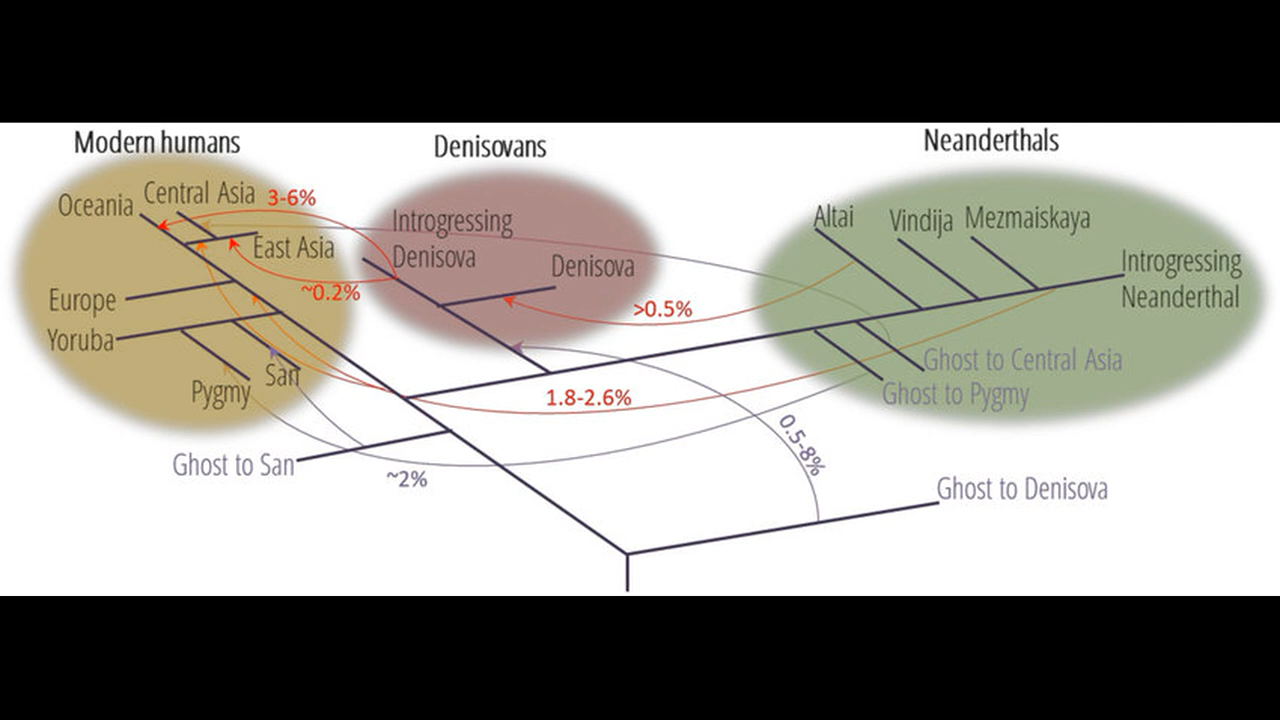 Modern humans
Denisovans
Neanderthals
Oceania
Central Asia
3-6%
East Asia
~0.2%
Europe
Yoruba
Pygmy
San
Introgressing
Denisova
Denisova
>0.5%
Altai
Vindija
Mezmaiskaya
Introgressing
Neanderthal
Ghost to Central Asia
Ghost to Pygmy
1.8-2.6%
0.5-8%
Ghost to San
~2%
Ghost to Denisova